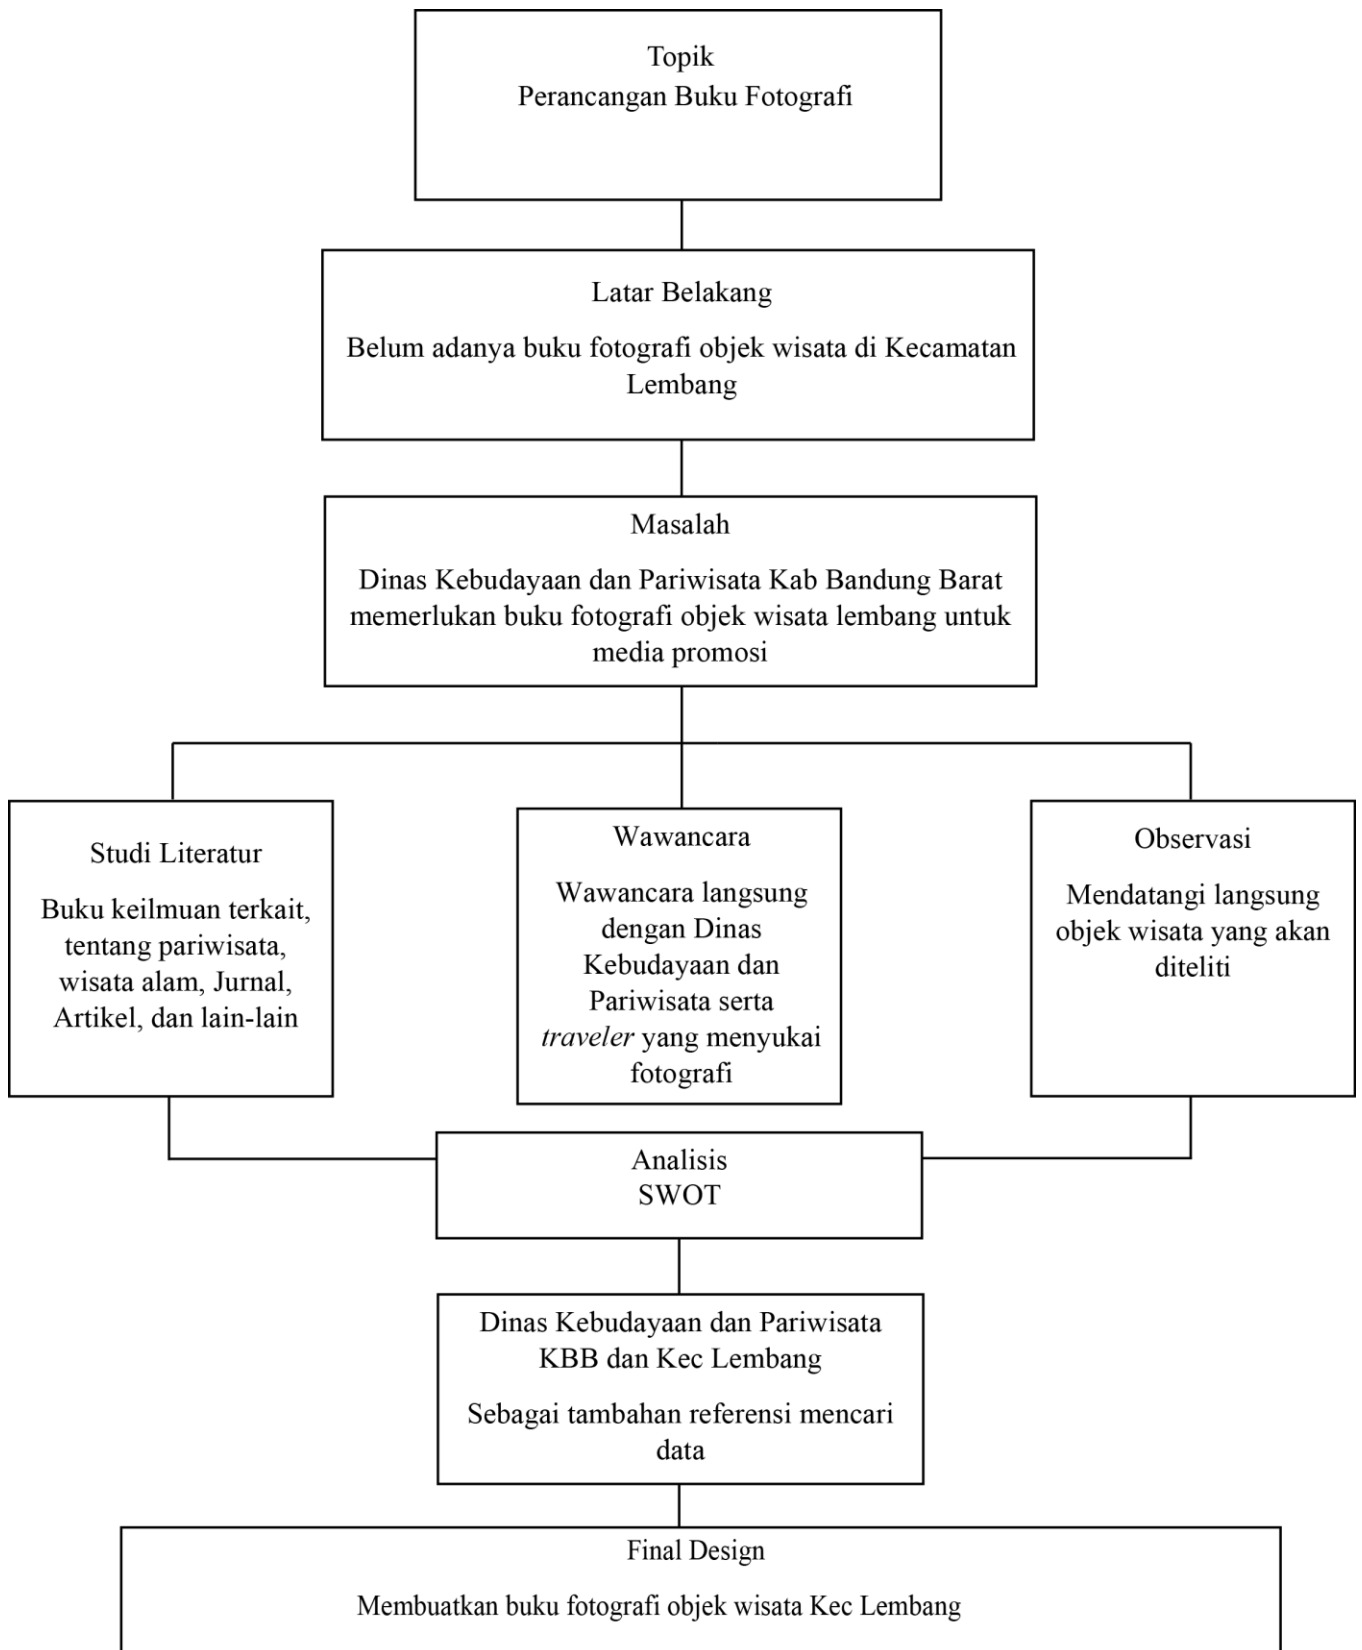 Topik
Perancangan Buku Fotografi
Latar Belakang
Belum adanya buku fotografi objek wisata di Kecamatan
Lembang
Masalah
Dinas Kebudayaan dan Pariwisata Kab Bandung Barat
memerlukan buku fotografi objek wisata lembang untuk
media promosi
Studi Literatur
Buku keilmuan terkait,
tentang pariwisata,
wisata alam, Jurnal,
Artikel, dan lain-lain
Wawancara
Wawancara langsung
dengan Dinas
Kebudayaan dan
Pariwisata serta
traveler yang menyukai
fotografi
Observasi
Mendatangi langsung
objek wisata yang akan
diteliti
Analisis
SWOT
Dinas Kebudayaan dan Pariwisata
KBB dan Kec Lembang
Sebagai tambahan referensi mencari
data
Final Design
Membuatkan buku fotografi objek wisata Kec Lembang